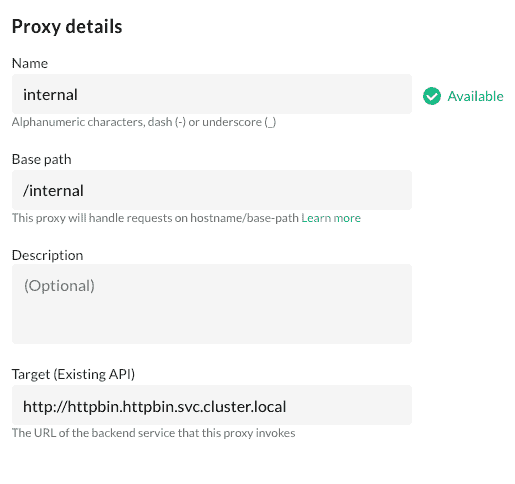 Proxy details
Name
internal
Available
Alphanumeric characters, dash (-) or underscore (_)
Base path
/internal
This proxy will handle requests on hostname/base-path Learn more
Description
(Optional)
Target (Existing API)
http://httpbin.httpbin.svc.cluster.local
The URL of the backend service that this proxy invokes